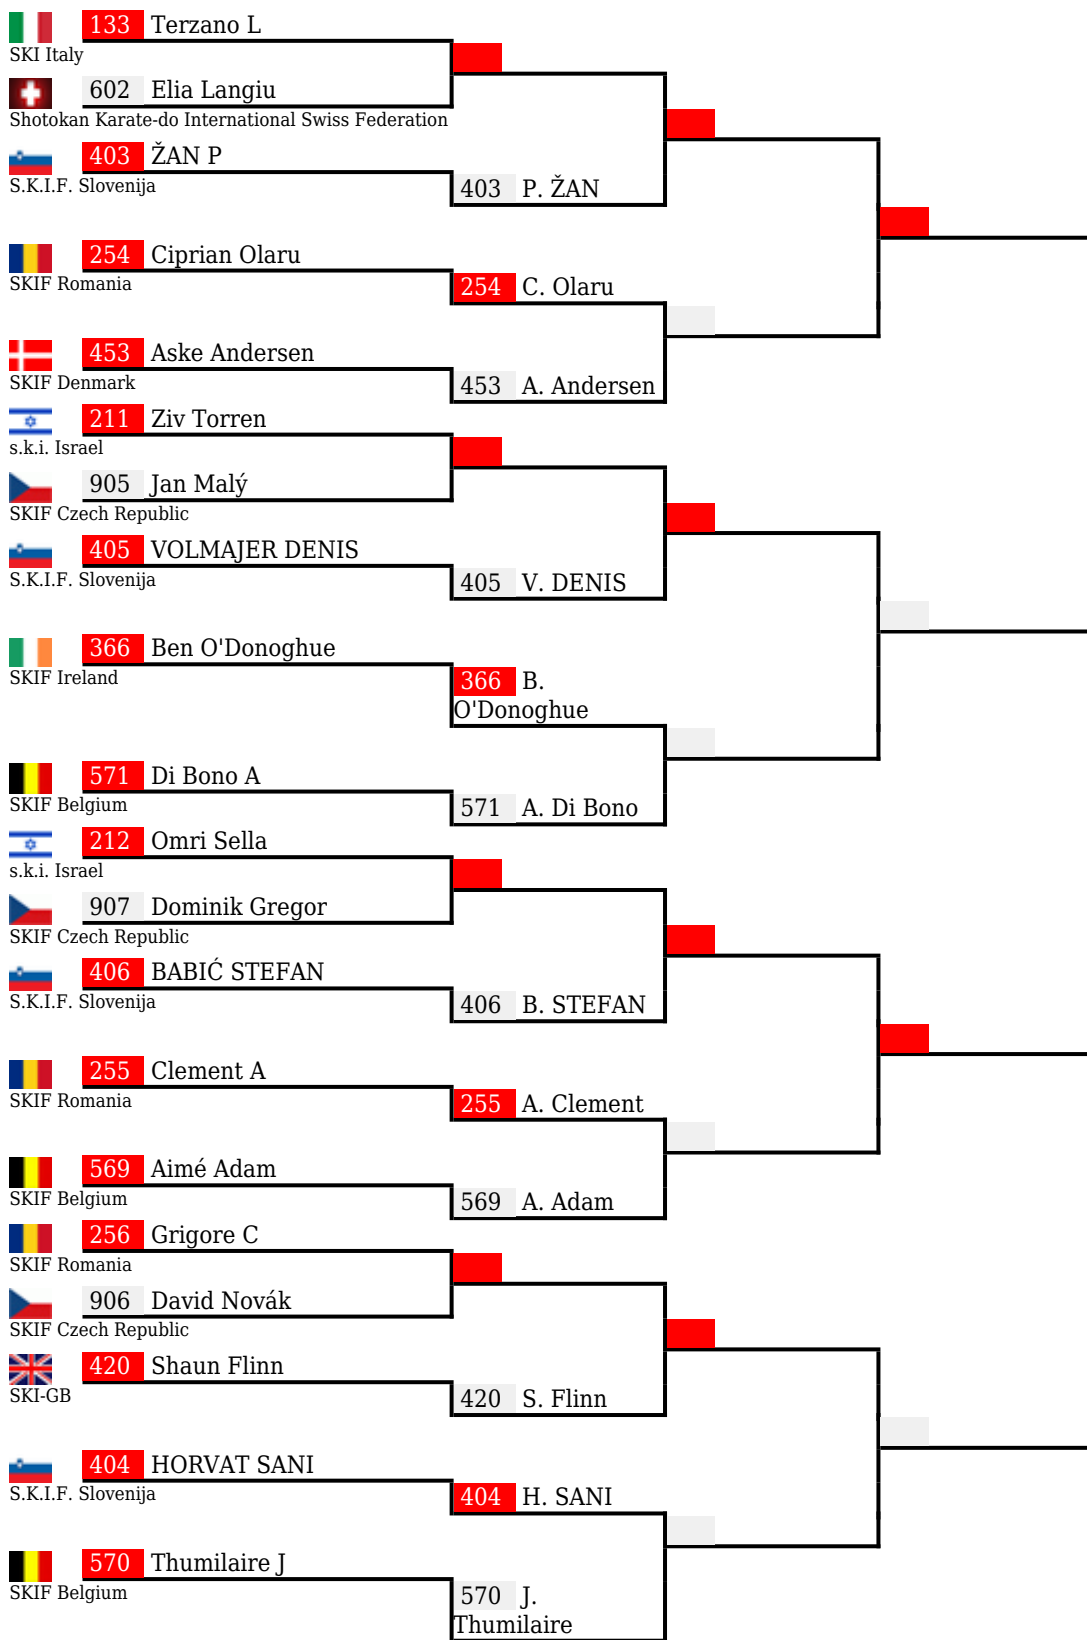 133 Terzano L
SKI Italy
602 Elia Langiu
Shotokan Karate-do International Swiss Federation
403 ŽAN P
S.K.I.F. Slovenija
403 P. ŽAN
254 Ciprian Olaru
SKIF Romania
254 C. Olaru
453 Aske Andersen
SKIF Denmark
453 A. Andersen
211 Ziv Torren
s.k.i. Israel
905 Jan Malý
SKIF Czech Republic
405 VOLMAJER DENIS
S.K.I.F. Slovenija
405 V. DENIS
366 Ben O'Donoghue
SKIF Ireland
366 B.
O'Donoghue
571 Di Bono A
SKIF Belgium
571 A. Di Bono
212 Omri Sella
s.k.i. Israel
907 Dominik Gregor
SKIF Czech Republic
406 BABIĆ STEFAN
S.K.I.F. Slovenija
406 B. STEFAN
255 Clement A
SKIF Romania
255 A. Clement
569 Aimé Adam
SKIF Belgium
569 A. Adam
256 Grigore C
SKIF Romania
906 David Novák
SKIF Czech Republic
420 Shaun Flinn
SKI-GB
420 S. Flinn
404 HORVAT SANI
S.K.I.F. Slovenija
404 H. SANI
570 Thumilaire J
SKIF Belgium
570 J.
Thumilaire